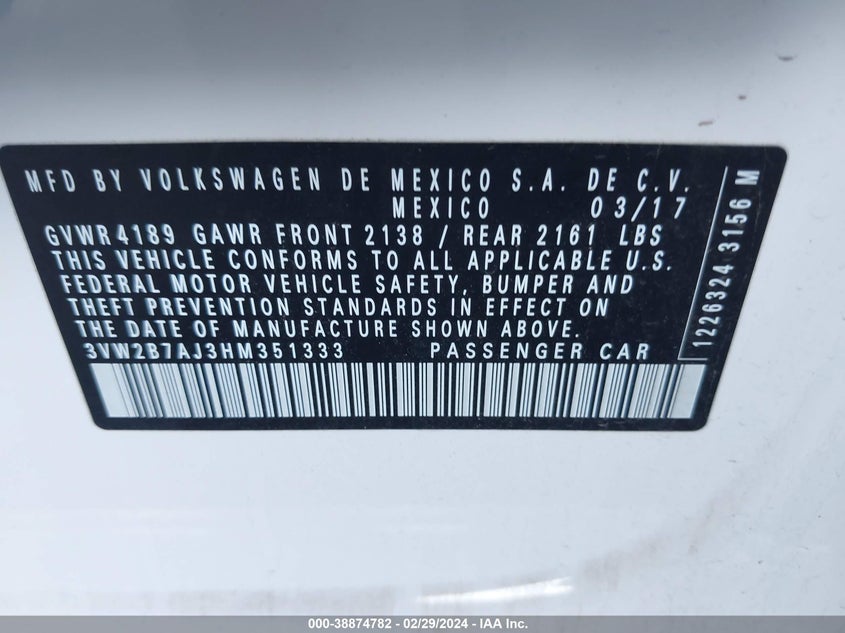 MFD BY VOLKSWAGEN DE MEXICO S.A. DE C.V.
MEXICO 03/17
GVWR 4189 GAWR FRONT 2138 / REAR 2161 LBS
THIS VEHICLE CONFORMS TO ALL APPLICABLE U.S.
FEDERAL MOTOR VEHICLE SAFETY, BUMPER AND
THEFT PREVENTION STANDARDS IN EFFECT ON
THE DATE OF MANUFACTURE SHOWN ABOVE.
3VW2B7AJ3HM351333 PASSENGER CAR
1226324 3156 M
000-38874782 - 02/29/2024 - IAA Inc.